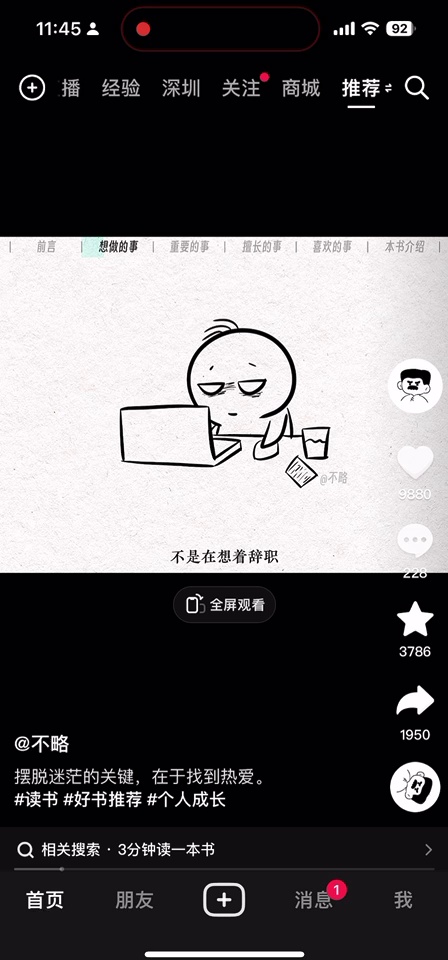 11:45
92
播 经验 深圳 关注 商城 推荐
前言 | 想做的事 | 重要的事 | 擅长的事 | 喜欢的事 | 本书介绍
@不略
不是在想着辞职
9880
228
全屏观看
3786
1950
@不略
摆脱迷茫的关键，在于找到热爱。
#读书 #好书推荐 #个人成长
相关搜索 · 3分钟读一本书
首页 朋友 消息 1 我